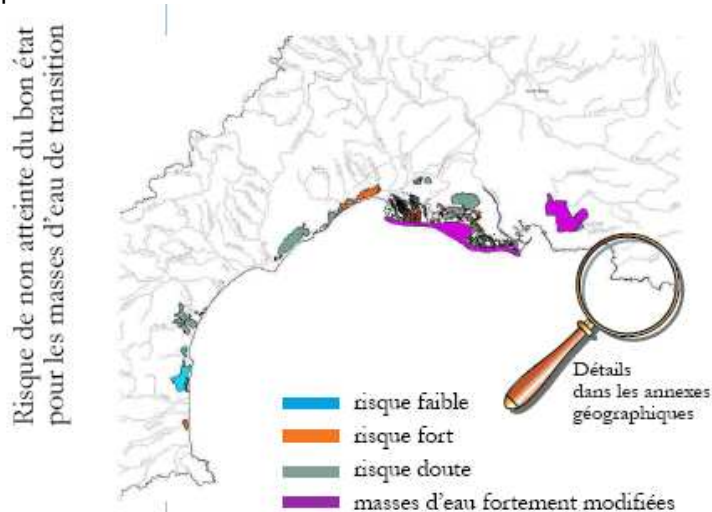 Risque de non atteinte du bon état
pour les masses d'eau de transition
Détails
dans les annexes
géographiques
risque faible
risque fort
risque doute
masses d'eau fortement modifiées